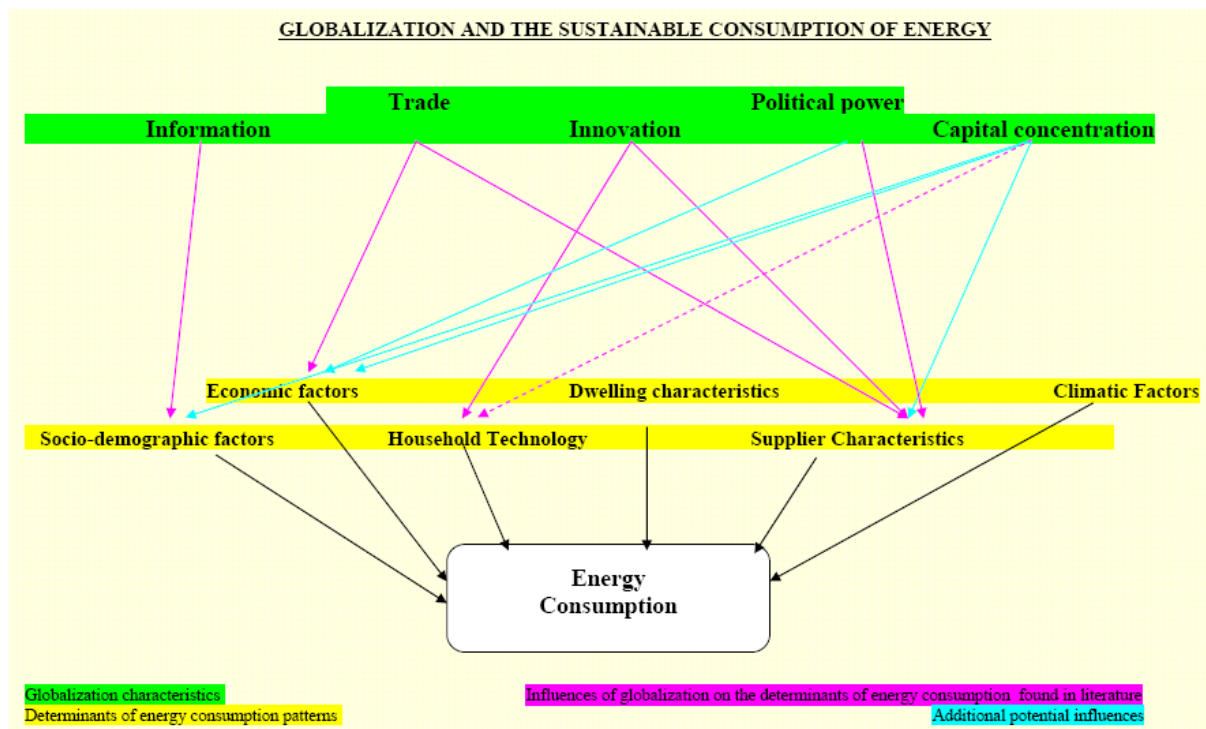 GLOBALIZATION AND THE SUSTAINABLE CONSUMPTION OF ENERGY
Trade Political power
Information Innovation Capital concentration
Economic factors Dwelling characteristics Climatic Factors
Socio-demographic factors Household Technology Supplier Characteristics
Energy
Consumption
Globalization characteristics Influences of globalization on the determinants of energy consumption found in literature
Determinants of energy consumption patterns Additional potential influences